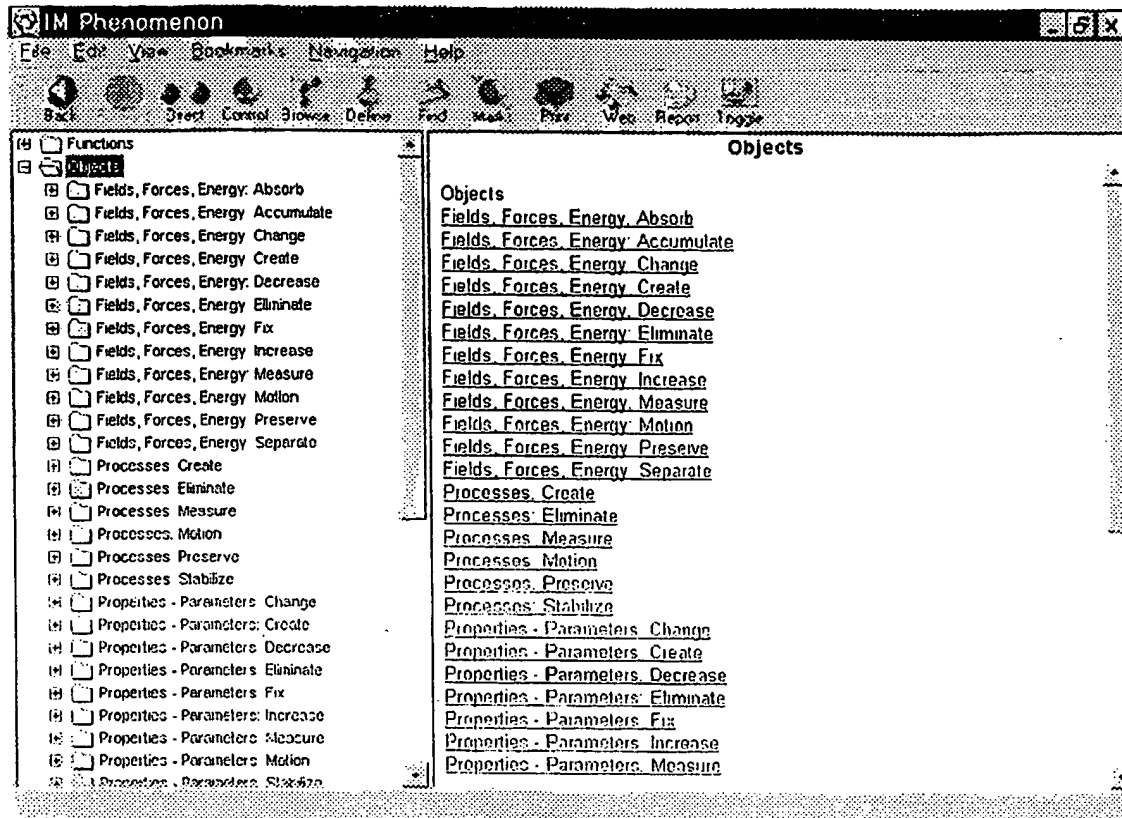 IM Phenomenon
File Edit View Bookmarks Navigation Help
Back Direct Control Browse Define Find Marks Print Web Report Toggle
Functions
Objects
Fields, Forces, Energy: Absorb
Fields, Forces, Energy Accumulate
Fields, Forces, Energy Change
Fields, Forces, Energy Create
Fields, Forces, Energy: Decrease
Fields, Forces, Energy Eliminate
Fields, Forces, Energy Fix
Fields, Forces, Energy Increase
Fields, Forces, Energy Measure
Fields, Forces, Energy Motion
Fields, Forces, Energy Preserve
Fields, Forces, Energy Separate
Processes Create
Processes Eliminate
Processes Measure
Processes. Motion
Processes Preserve
Processes Stabilize
Properties - Parameters Change
Properties - Parameters: Create
Properties - Parameters Decrease
Properties - Parameters Eliminate
Properties - Parameters Fix
Properties - Parameters: Increase
Properties - Parameters Measure
Properties - Parameters Motion
Properties - Parameters Stabilize
Objects
Objects
Fields, Forces, Energy, Absorb
Fields, Forces, Energy: Accumulate
Fields, Forces, Energy Change
Fields, Forces, Energy Create
Fields, Forces, Energy, Decrease
Fields, Forces, Energy: Eliminate
Fields, Forces, Energy Fix
Fields, Forces, Energy Increase
Fields, Forces, Energy, Measure
Fields, Forces, Energy: Motion
Fields, Forces, Energy Preserve
Fields, Forces, Energy Separate
Processes, Create
Processes: Eliminate
Processes Measure
Processes Motion
Processes, Preserve
Processes: Stabilize
Properties - Parameters Change
Properties - Parameters Create
Properties - Parameters, Decrease
Properties - Parameters: Eliminate
Properties - Parameters Fix
Properties - Parameters Increase
Properties - Parameters, Measure